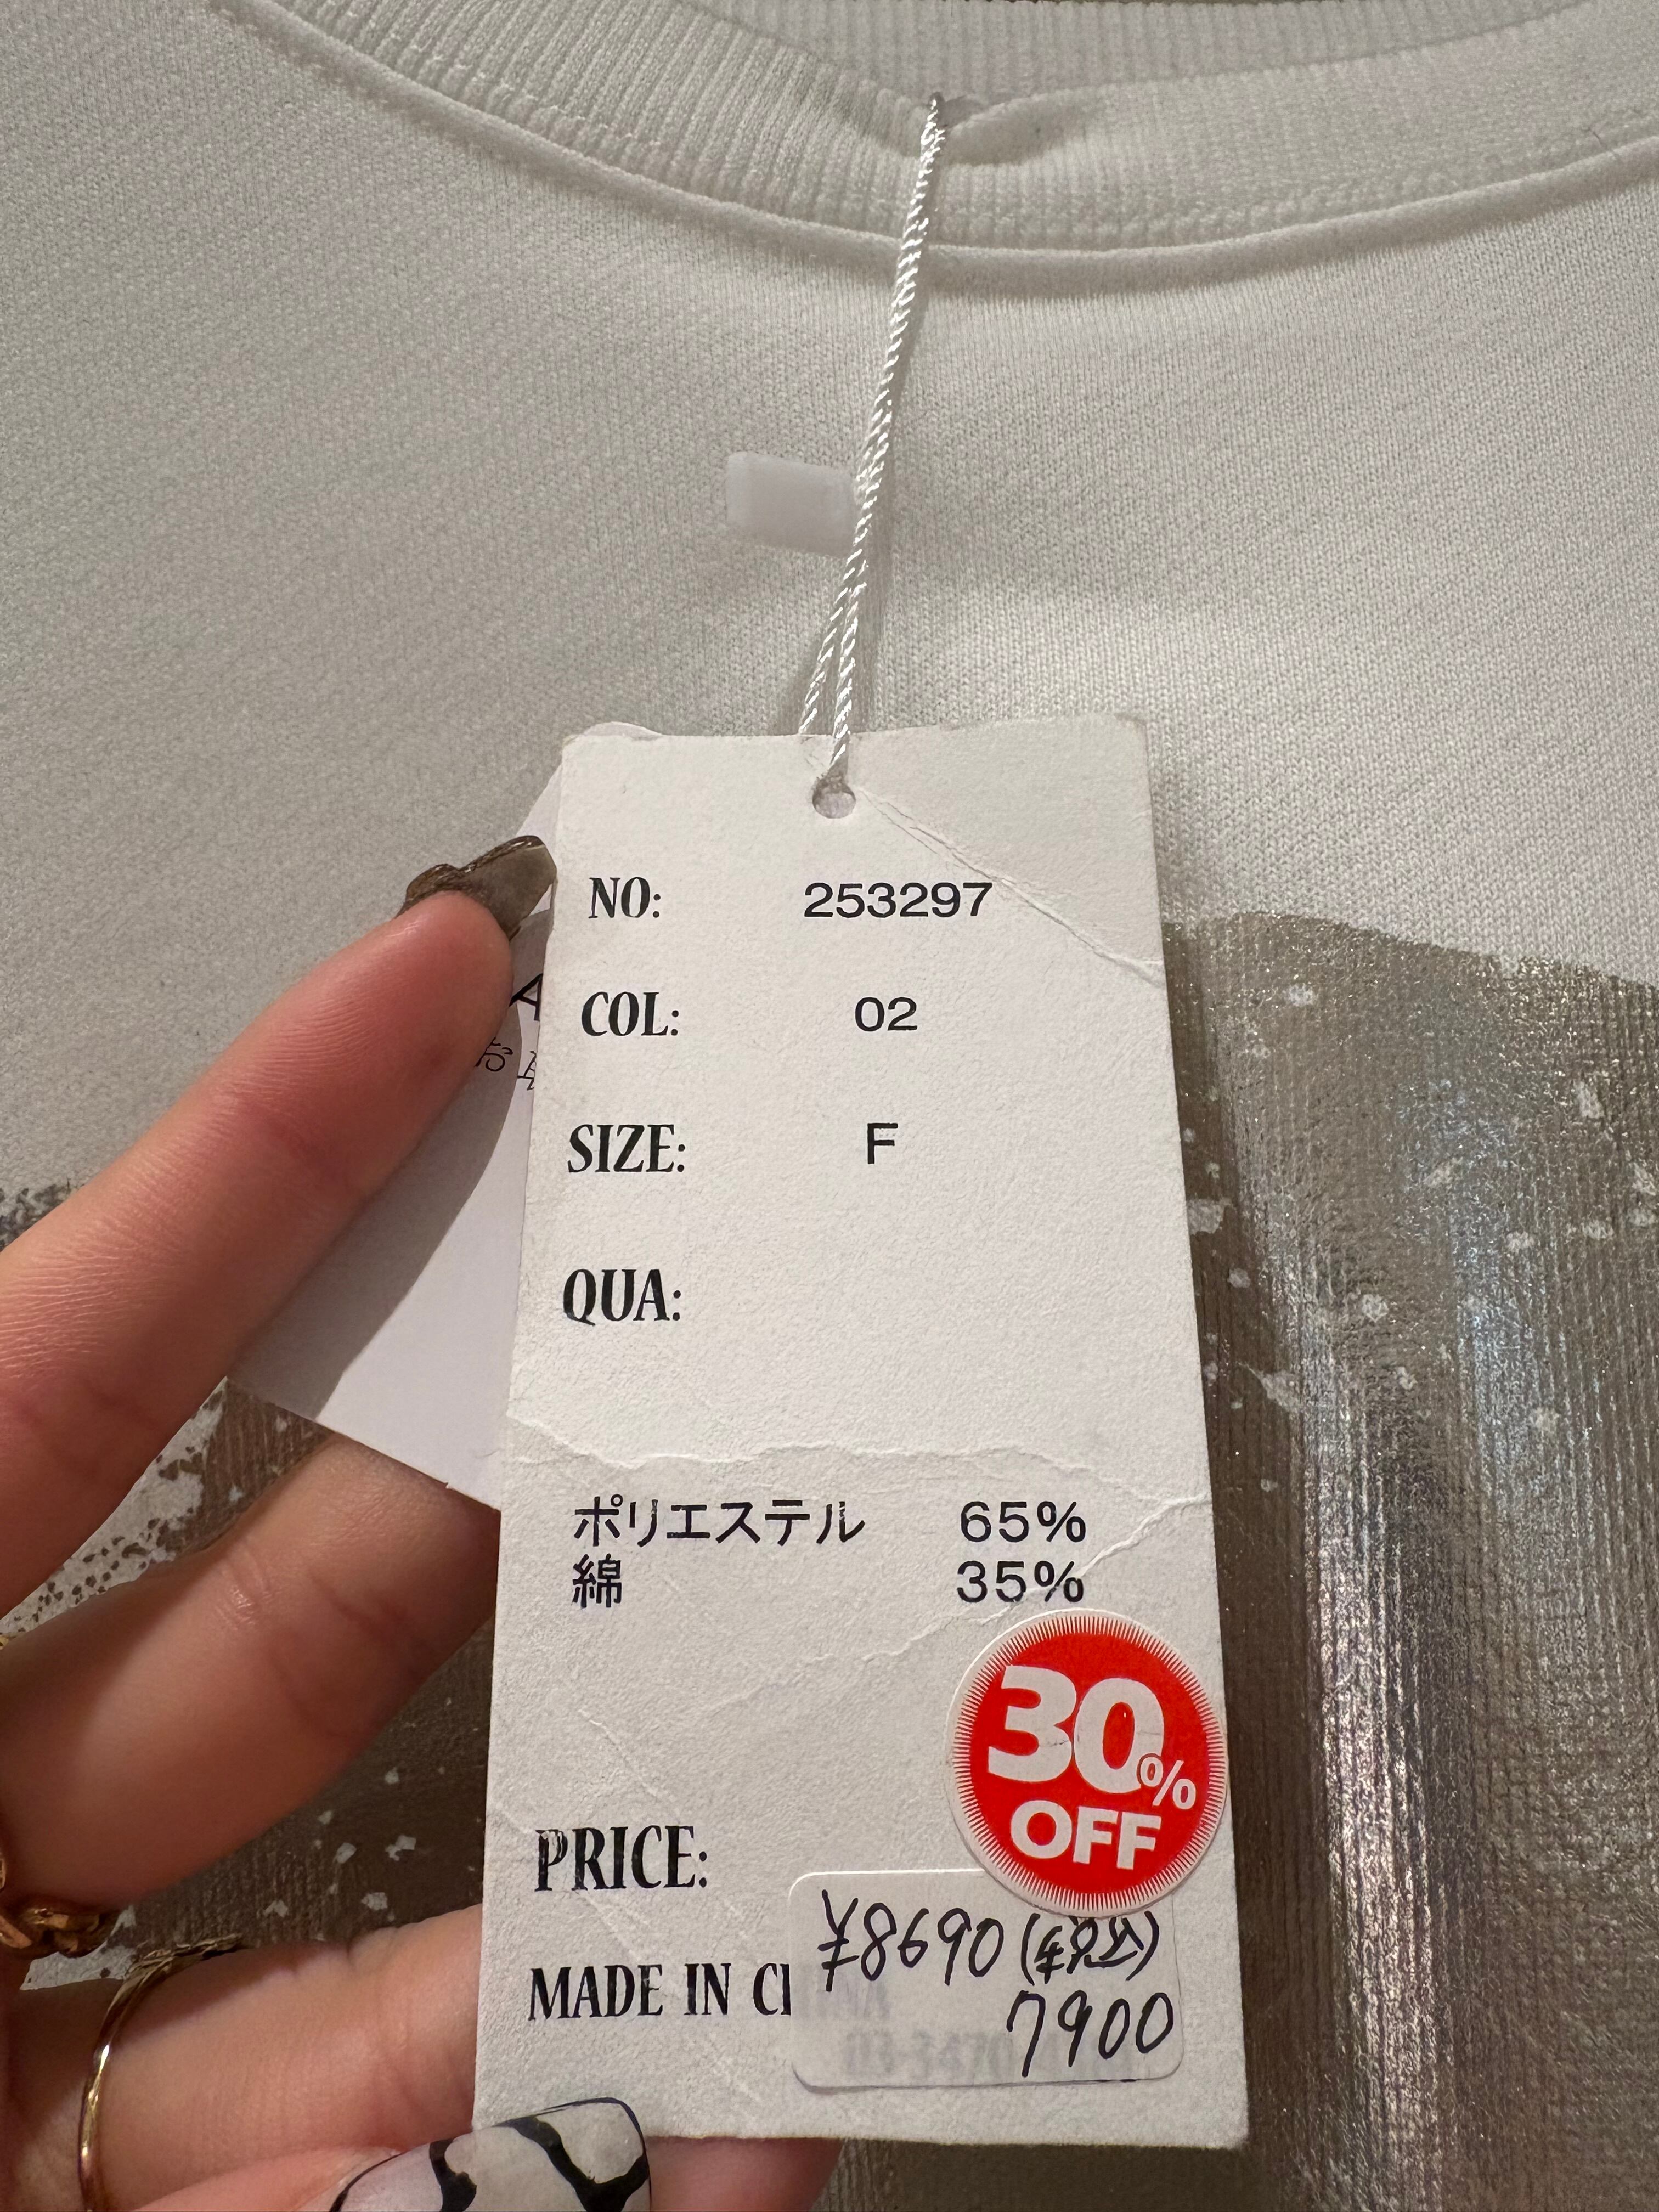 NO: 253297
COL: 02
SIZE: F
QUA:
ポリエステル 65%
綿 35%
30%
OFF
PRICE:
¥8690(税込)
MADE IN CI
7900